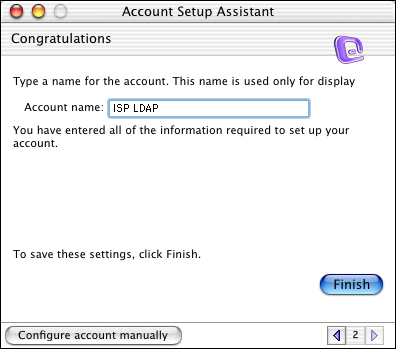 Account Setup Assistant
Congratulations
Type a name for the account. This name is used only for display
Account name: ISP LDAP
You have entered all of the information required to set up your
account.
To save these settings, click Finish.
Finish
Configure account manually
2